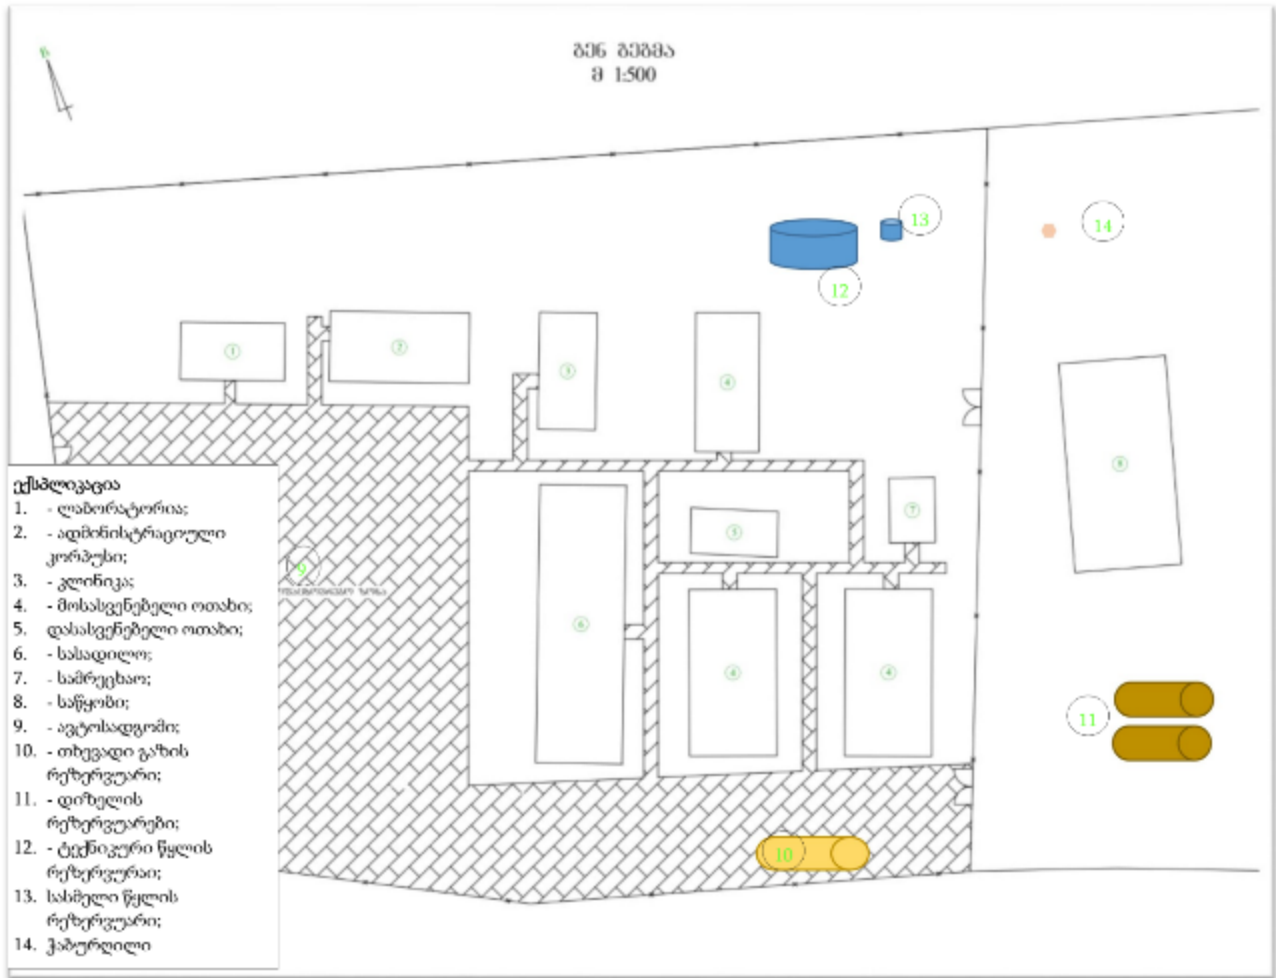 ჩ
გენ გეგმა
მ 1:500
13
14
12
1
2
3
4
8
7
5
9
6
4
4
11
10
ექსპლიკაცია
1. - ლაბორატორია;
2. - ადმინისტრაციული
კორპუსი;
3. - კლინიკა;
4. - მოსასვენებელი ოთახი;
5. დასასვენებელი ოთახი;
6. - სასადილო;
7. - სამრეცხაო;
8. - საწყობი;
9. - ავტოსადგომი;
10. - თხევადი გაზის
რეზერვუარი;
11. - დიზელის
რეზერვუარები;
12. - ტექნიკური წყლის
რეზერვურაი;
13. სასმელი წყლის
რეზერვუარი;
14. ჭაბურღილი